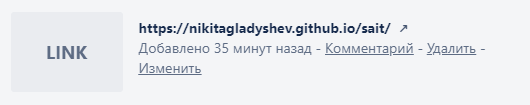 LINK
https://nikitagladyshev.github.io/sait/ ↗
Добавлено 35 минут назад - Комментарий - Удалить -
Изменить